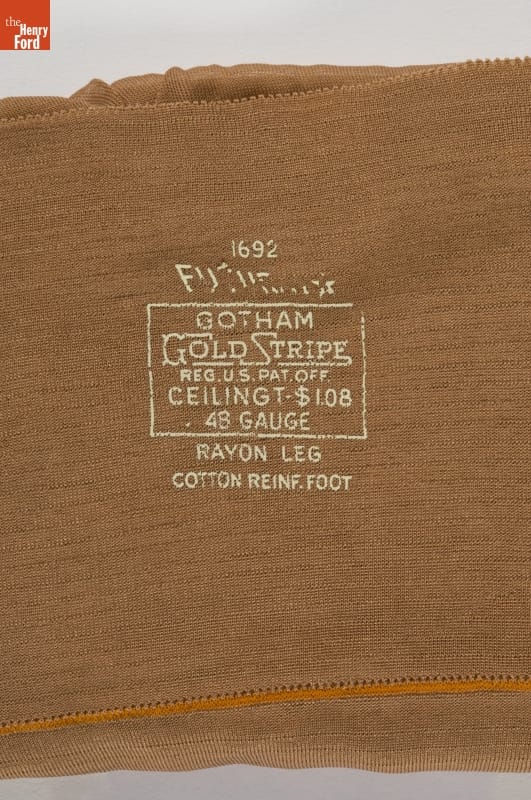 the
Henry
Ford
1692
GOTHAM
GOLD STRIPE
REG. U.S. PAT. OFF.
CEILINGT-$1.08
48 GAUGE
RAYON LEG
COTTON REINF. FOOT